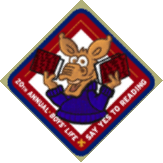 20TH ANNUAL BOYS' LIFE
SAY YES TO READING